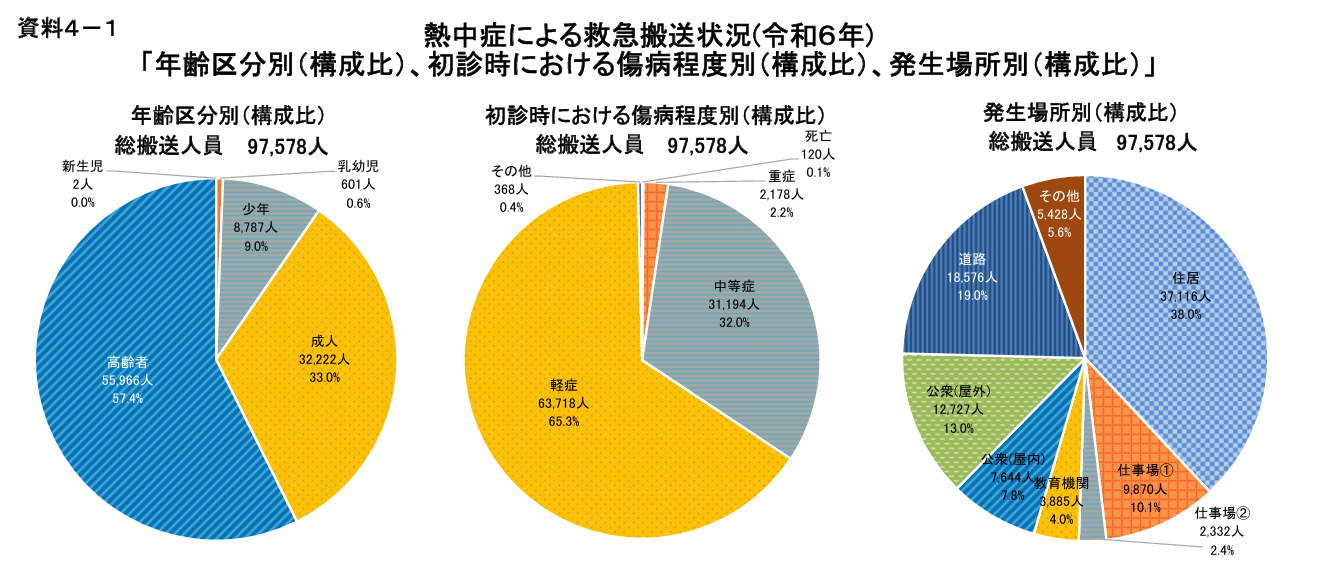 資料４－１
熱中症による救急搬送状況(令和６年)
「年齢区分別（構成比）、初診時における傷病程度別（構成比）、発生場所別（構成比）」
年齢区分別（構成比）
総搬送人員　97,578人
新生児
2人
0.0%
乳幼児
601人
0.6%
少年
8,787人
9.0%
成人
32,222人
33.0%
高齢者
55,966人
57.4%
初診時における傷病程度別（構成比）
総搬送人員　97,578人
死亡
120人
0.1%
その他
368人
0.4%
重症
2,178人
2.2%
中等症
31,194人
32.0%
軽症
63,718人
65.3%
発生場所別（構成比）
総搬送人員　97,578人
その他
5,428人
5.6%
道路
18,576人
19.0%
住居
37,116人
38.0%
公衆(屋外)
12,727人
13.0%
公衆(屋内)
7,644人
7.8%
教育機関
3,885人
4.0%
仕事場①
9,870人
10.1%
仕事場②
2,332人
2.4%